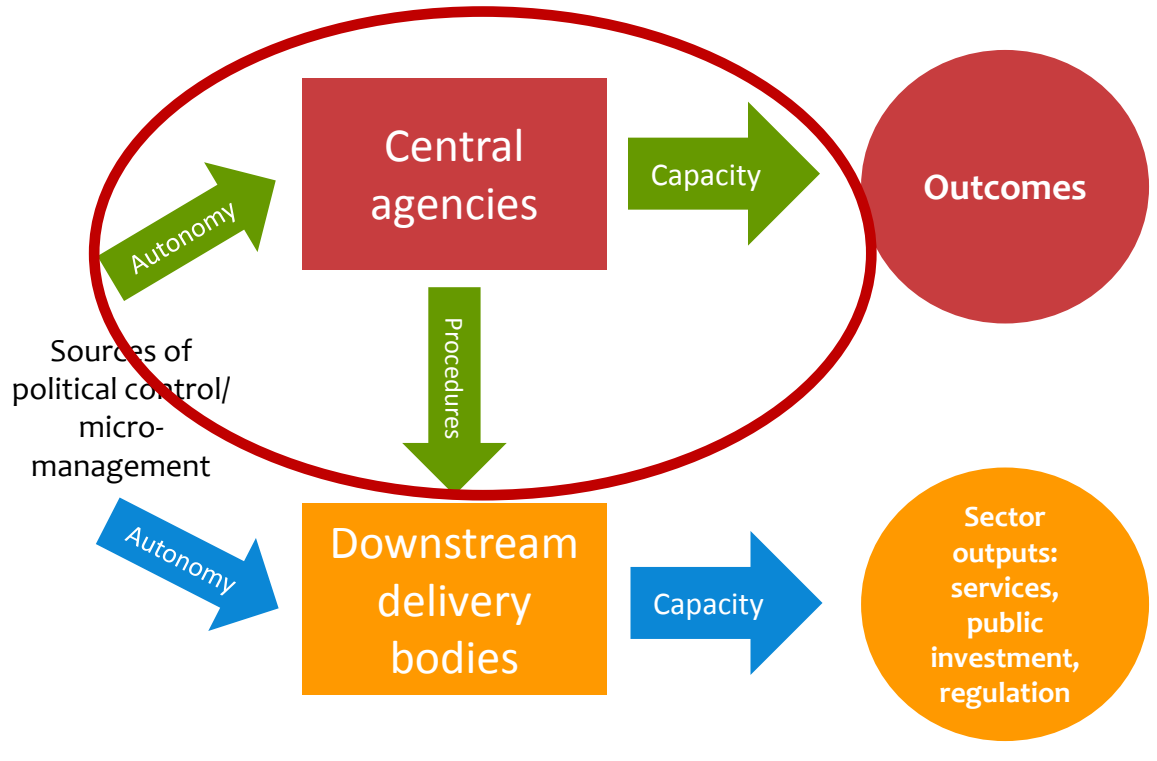 Central
agencies
Capacity
Outcomes
Autonomy
Procedures
Sources of
political control/
micro-
management
Autonomy
Downstream
delivery
bodies
Capacity
Sector
outputs:
services,
public
investment,
regulation